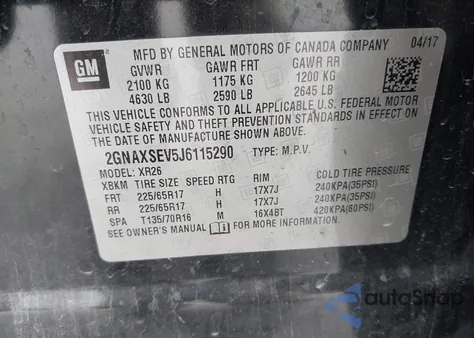 GM
MFD BY GENERAL MOTORS OF CANADA COMPANY 04/17
GVWR GAWR FRT GAWR RR
2100 KG 1175 KG 1200 KG
4630 LB 2590 LB 2645 LB
THIS VEHICLE CONFORMS TO ALL APPLICABLE U.S. FEDERAL MOTOR
VEHICLE SAFETY, BUMPER, AND THEFT PREVENTION STANDARDS IN EFFECT ON
THE DATE OF MANUFACTURE SHOWN ABOVE.
2GNAXSEV5J6115290 TYPE: M.P.V.
MODEL: XR26
XBKM TIRE SIZE SPEED RTG RIM COLD TIRE PRESSURE
FRT 225/65R17 H 17X7J 240KPA(35PSI)
RR 225/65R17 H 17X7J 240KPA(35PSI)
SPA T135/70R16 M 16X4BT 420KPA(60PSI)
SEE OWNER'S MANUAL FOR MORE INFORMATION
autoSnap